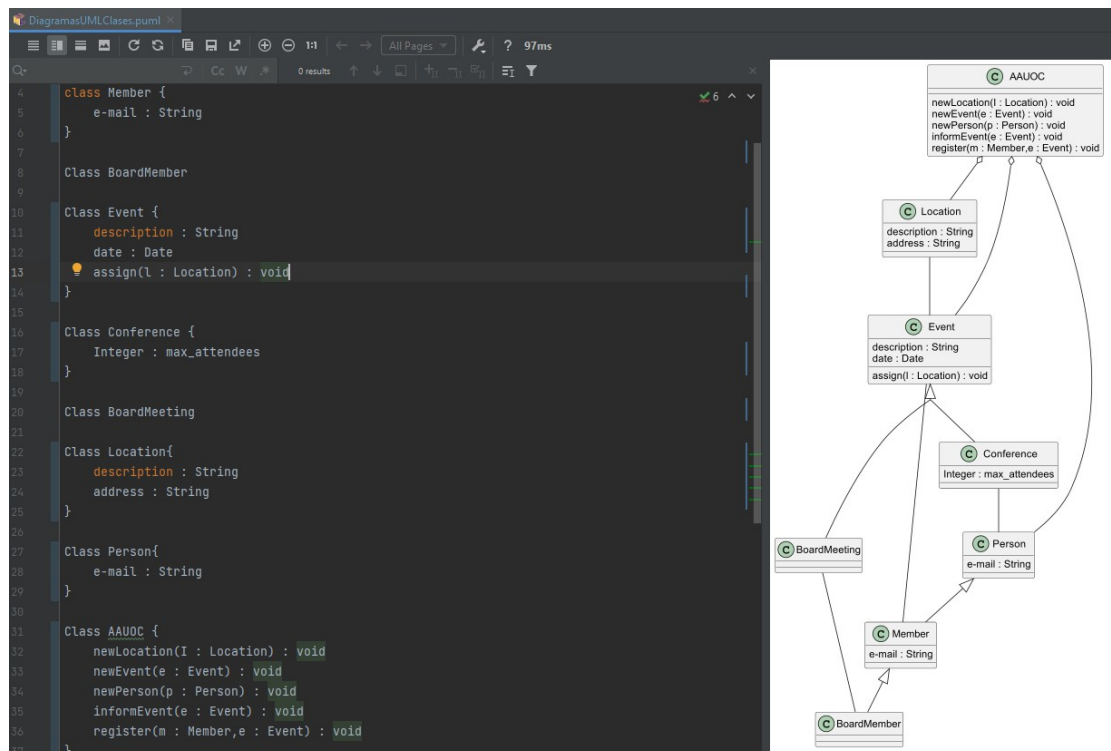 DiagramasUMLClases.puml
1:1
All Pages
?
97ms
Cc W .*
0 results
6
4 class Member {
5 e-mail : String
6 }
7
8 Class BoardMember
9
10 Class Event {
11 description : String
12 date : Date
13 assign(l : Location) : void
14 }
15
16 Class Conference {
17 Integer : max_attendees
18 }
19
20 Class BoardMeeting
21
22 Class Location{
23 description : String
24 address : String
25 }
26
27 Class Person{
28 e-mail : String
29 }
30
31 Class AAUOC {
32 newLocation(I : Location) : void
33 newEvent(e : Event) : void
34 newPerson(p : Person) : void
35 informEvent(e : Event) : void
36 register(m : Member,e : Event) : void
37 }
C AAUOC
newLocation(I : Location) : void
newEvent(e : Event) : void
newPerson(p : Person) : void
informEvent(e : Event) : void
register(m : Member,e : Event) : void
C Location
description : String
address : String
C Event
description : String
date : Date
assign(l : Location) : void
C Conference
Integer : max_attendees
C BoardMeeting
C Person
e-mail : String
C Member
e-mail : String
C BoardMember